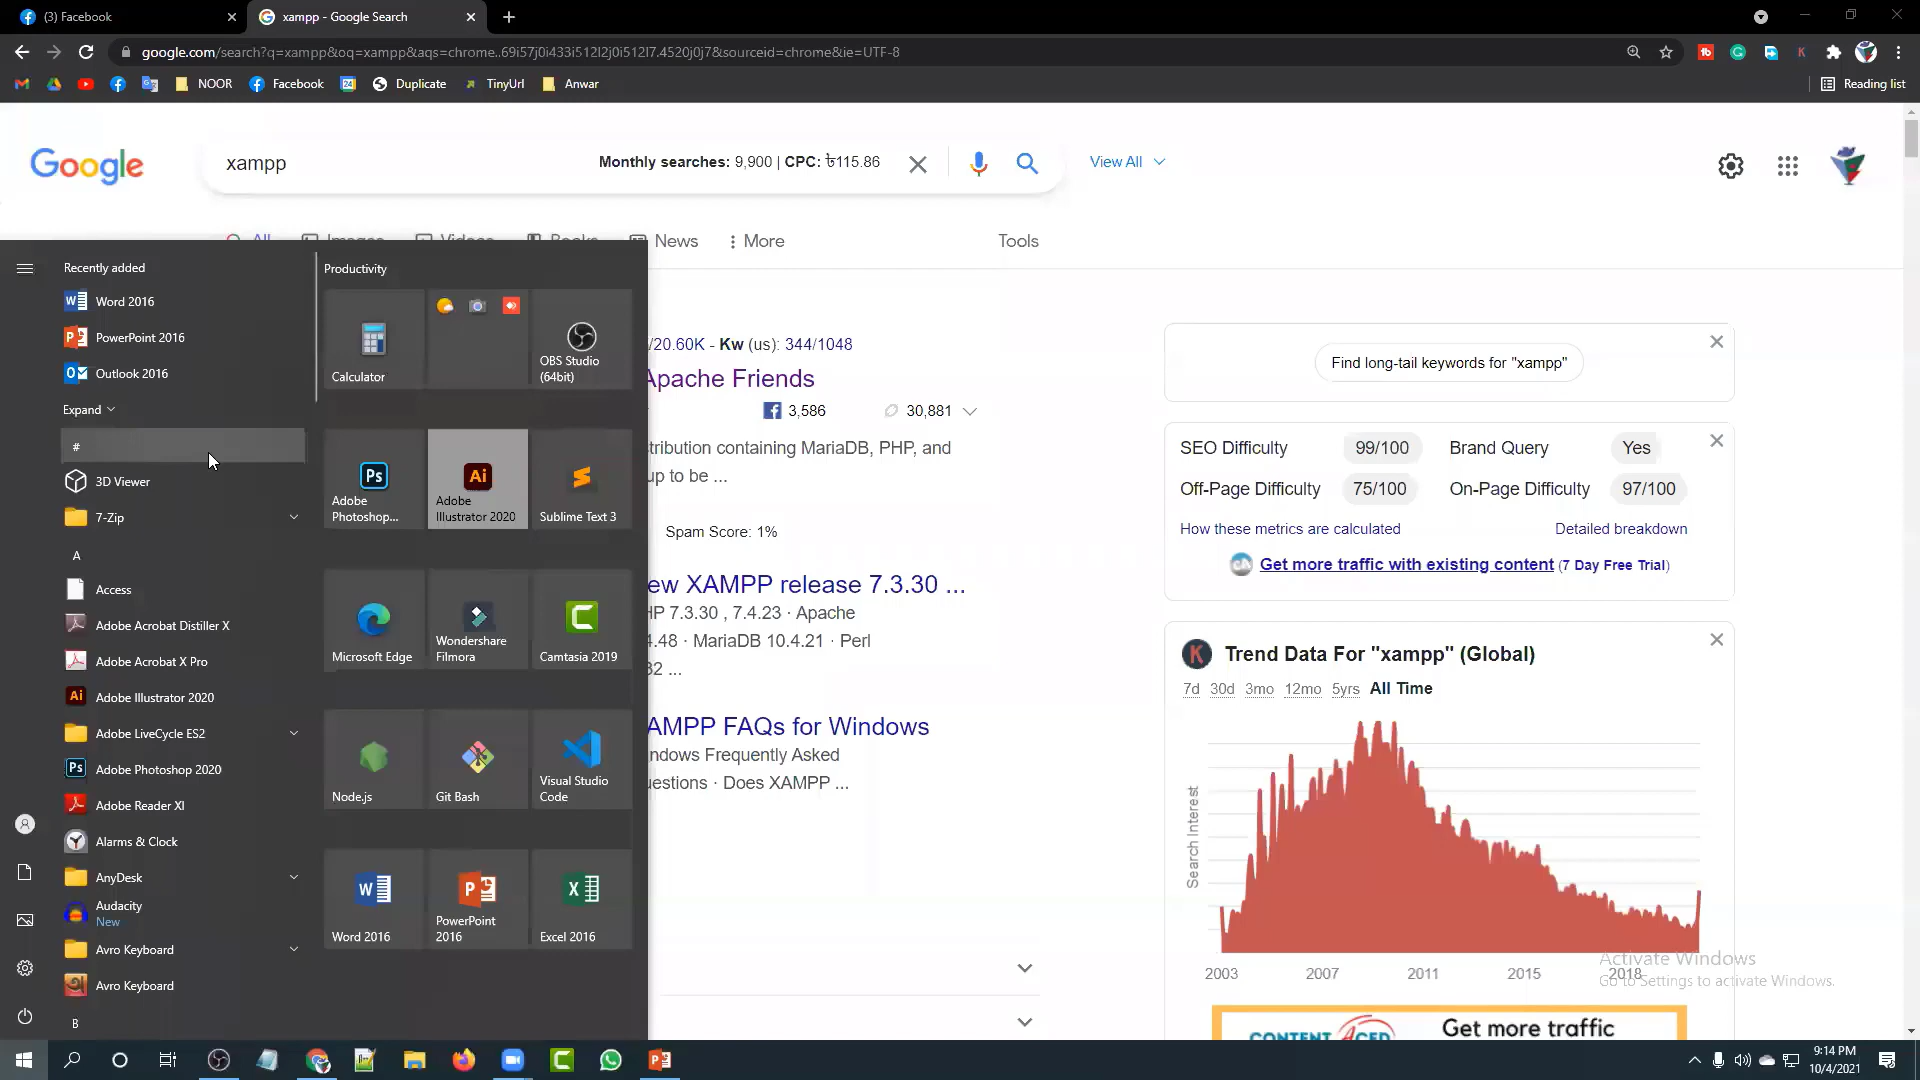 (3) Facebook
xampp - Google Search
google.com/search?q=xampp&oq=xampp&aqs=chrome..69i57j0i433i512l2j0i512l7.4520j0j7&sourceid=chrome&ie=UTF-8
NOOR
Facebook
24
Duplicate
TinyUrl
Anwar
Reading list
Google
xampp
Monthly searches: 9,900 | CPC: ৳115.86
View All
All
Images
Videos
Books
News
More
Tools
/20.60K - Kw (us): 344/1048
Apache Friends
3,586
30,881
tribution containing MariaDB, PHP, and
up to be ...
Spam Score: 1%
ew XAMPP release 7.3.30 ...
HP 7.3.30 , 7.4.23 · Apache
4.48 · MariaDB 10.4.21 · Perl
32 ...
AMPP FAQs for Windows
ndows Frequently Asked
uestions · Does XAMPP ...
Find long-tail keywords for "xampp"
SEO Difficulty
99/100
Brand Query
Yes
Off-Page Difficulty
75/100
On-Page Difficulty
97/100
How these metrics are calculated
Detailed breakdown
Get more traffic with existing content (7 Day Free Trial)
K
Trend Data For "xampp" (Global)
7d 30d 3mo 12mo 5yrs All Time
Search Interest
2003
2007
2011
2015
2018
Activate Windows
Go to Settings to activate Windows.
CONTENT ACED
Get more traffic
Recently added
Word 2016
PowerPoint 2016
Outlook 2016
Expand
#
3D Viewer
7-Zip
A
Access
Adobe Acrobat Distiller X
Adobe Acrobat X Pro
Adobe Illustrator 2020
Adobe LiveCycle ES2
Adobe Photoshop 2020
Adobe Reader XI
Alarms & Clock
AnyDesk
Audacity
New
Avro Keyboard
Avro Keyboard
B
Productivity
Calculator
OBS Studio
(64bit)
Ps
Adobe
Photoshop...
Ai
Adobe
Illustrator 2020
Sublime Text 3
Microsoft Edge
Wondershare
Filmora
Camtasia 2019
Node.js
Git Bash
Visual Studio
Code
Word 2016
PowerPoint
2016
Excel 2016
9:14 PM
10/4/2021